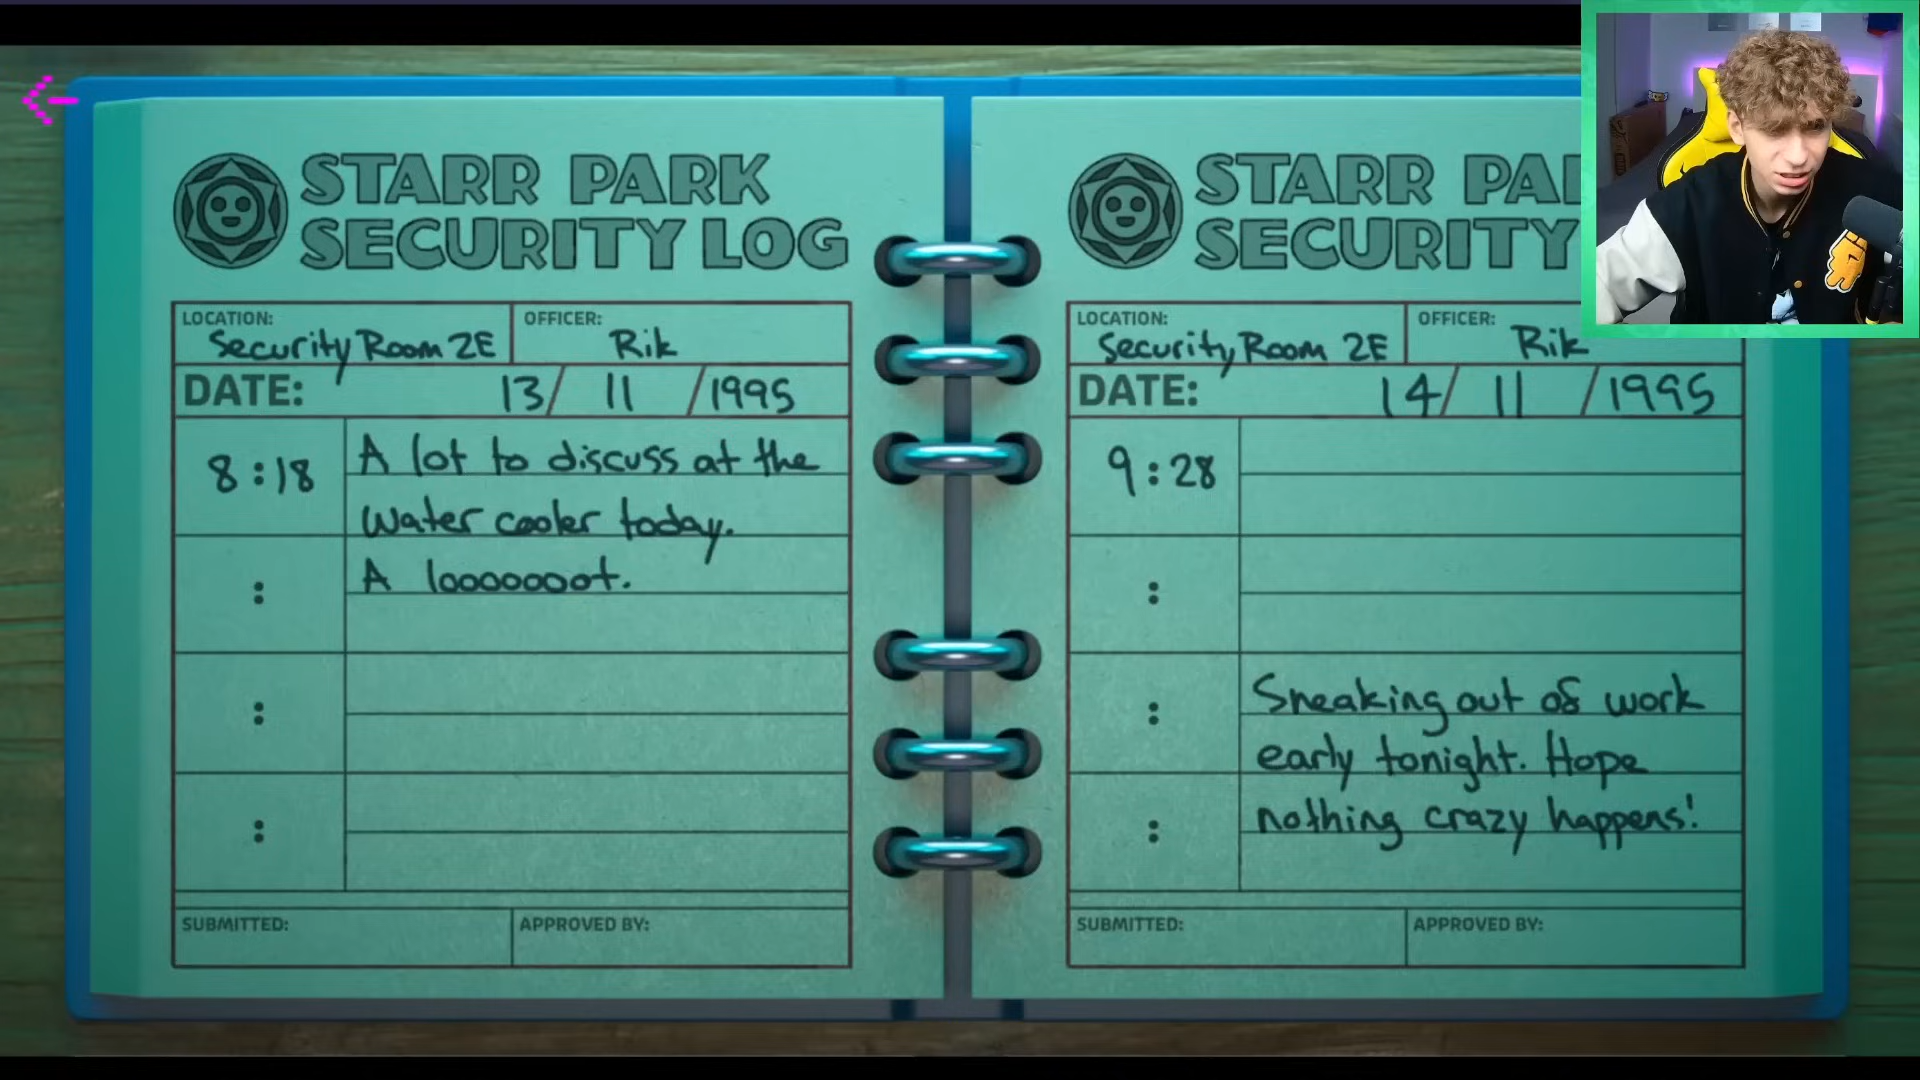 STARR PARK
SECURITY LOG
LOCATION:
Security Room 2E
OFFICER:
Rik
DATE: 13/ 11 /1995
8:18
A lot to discuss at the
water cooler today.
A looooooot.
:
:
:
SUBMITTED:
APPROVED BY:
STARR PA
SECURITY
LOCATION:
Security Room 2E
OFFICER:
Rik
DATE: 14/ 11 /1995
9:28
:
:
Sneaking out of work
early tonight. Hope
nothing crazy happens!
:
SUBMITTED:
APPROVED BY: